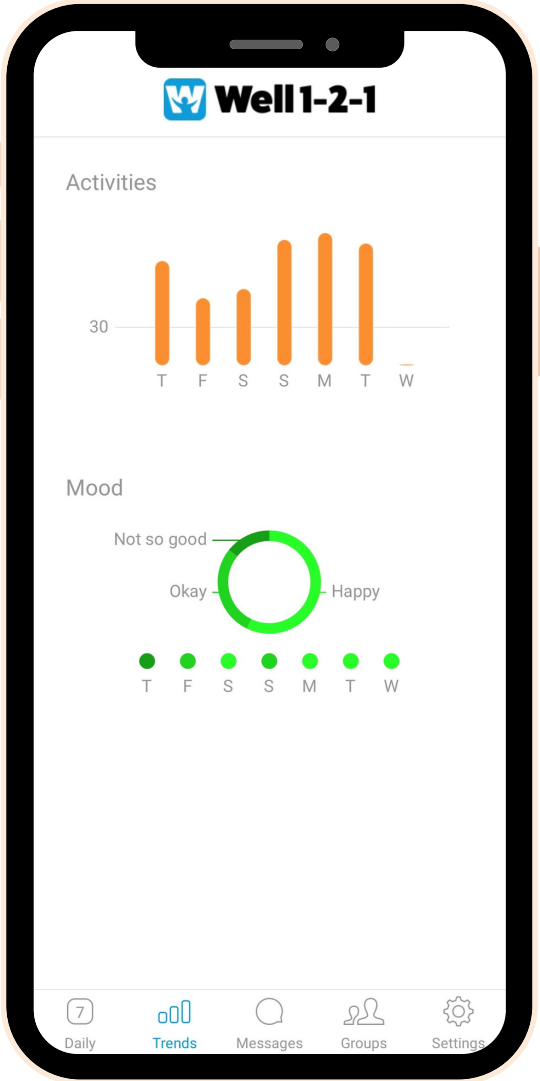 Well 1-2-1
Activities
30
T F S S M T W
Mood
Not so good
Okay Happy
T F S S M T W
7
Daily Trends Messages Groups Settings